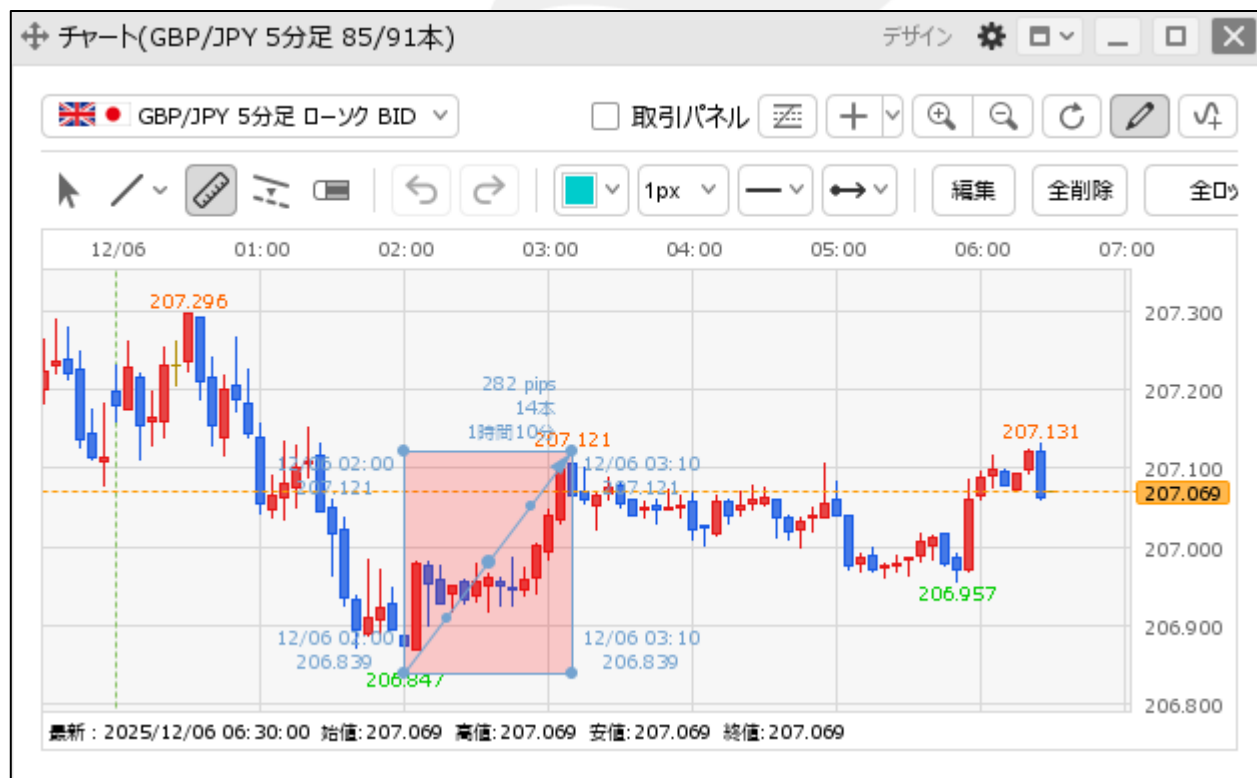 チャート(GBP/JPY 5分足 85/91本)
デザイン
GBP/JPY 5分足 ローソク BID
取引パネル
1px
編集
全削除
全ロッ
12/06 01:00 02:00 03:00 04:00 05:00 06:00 07:00
207.296
207.300
282 pips
207.200
14本
1時間10分
207.121
207.131
12/06 02:00
207.121
12/06 03:10
207.121
207.100
207.069
207.000
206.957
206.900
12/06 02:00
206.839
12/06 03:10
206.839
206.847
206.800
最新 : 2025/12/06 06:30:00 始値:207.069 高値:207.069 安値:207.069 終値:207.069